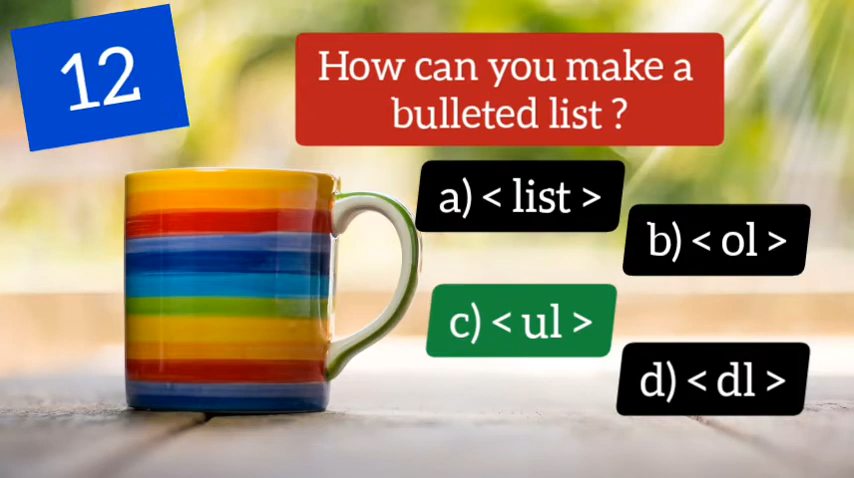 12
How can you make a
bulleted list ?
a) < list >
b) < ol >
c) < ul >
d) < dl >